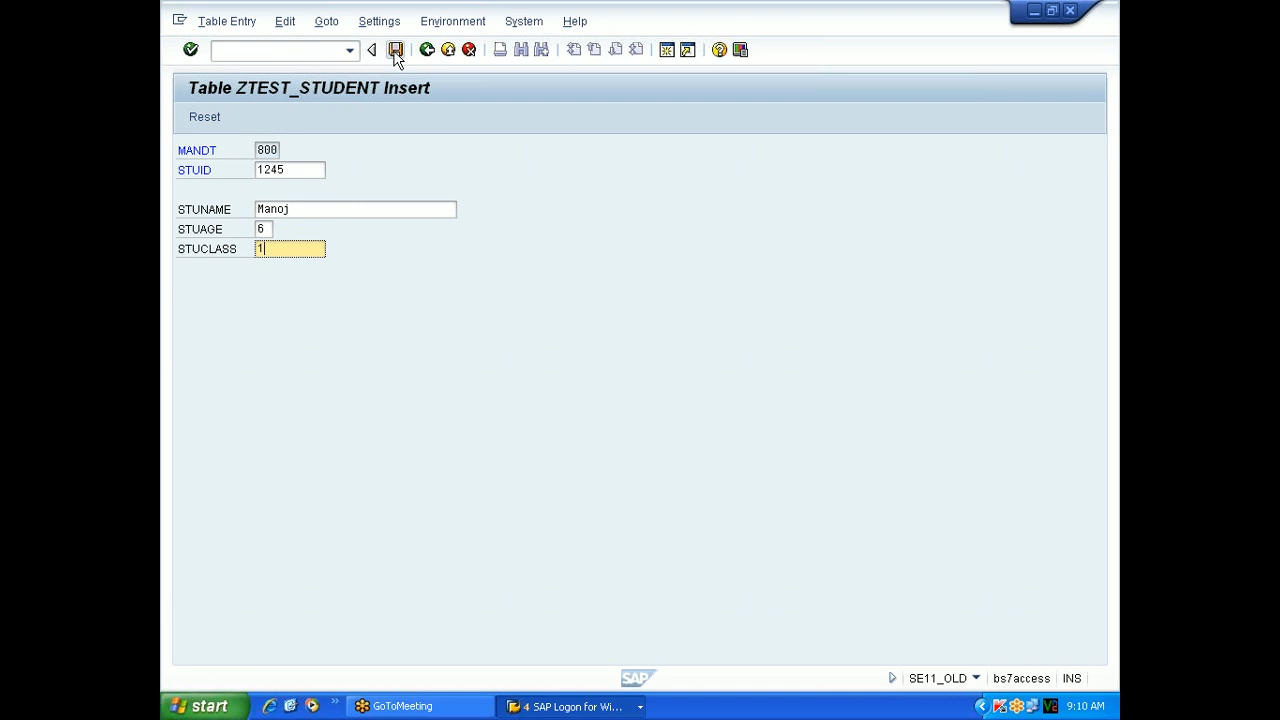 Table Entry Edit Goto Settings Environment System Help
Table ZTEST_STUDENT Insert
Reset
MANDT 800
STUID 1245
STUNAME Manoj
STUAGE 6
STUCLASS 1
SAP
SE11_OLD bs7access INS
start » GoToMeeting 4 SAP Logon for Wi... 9:10 AM